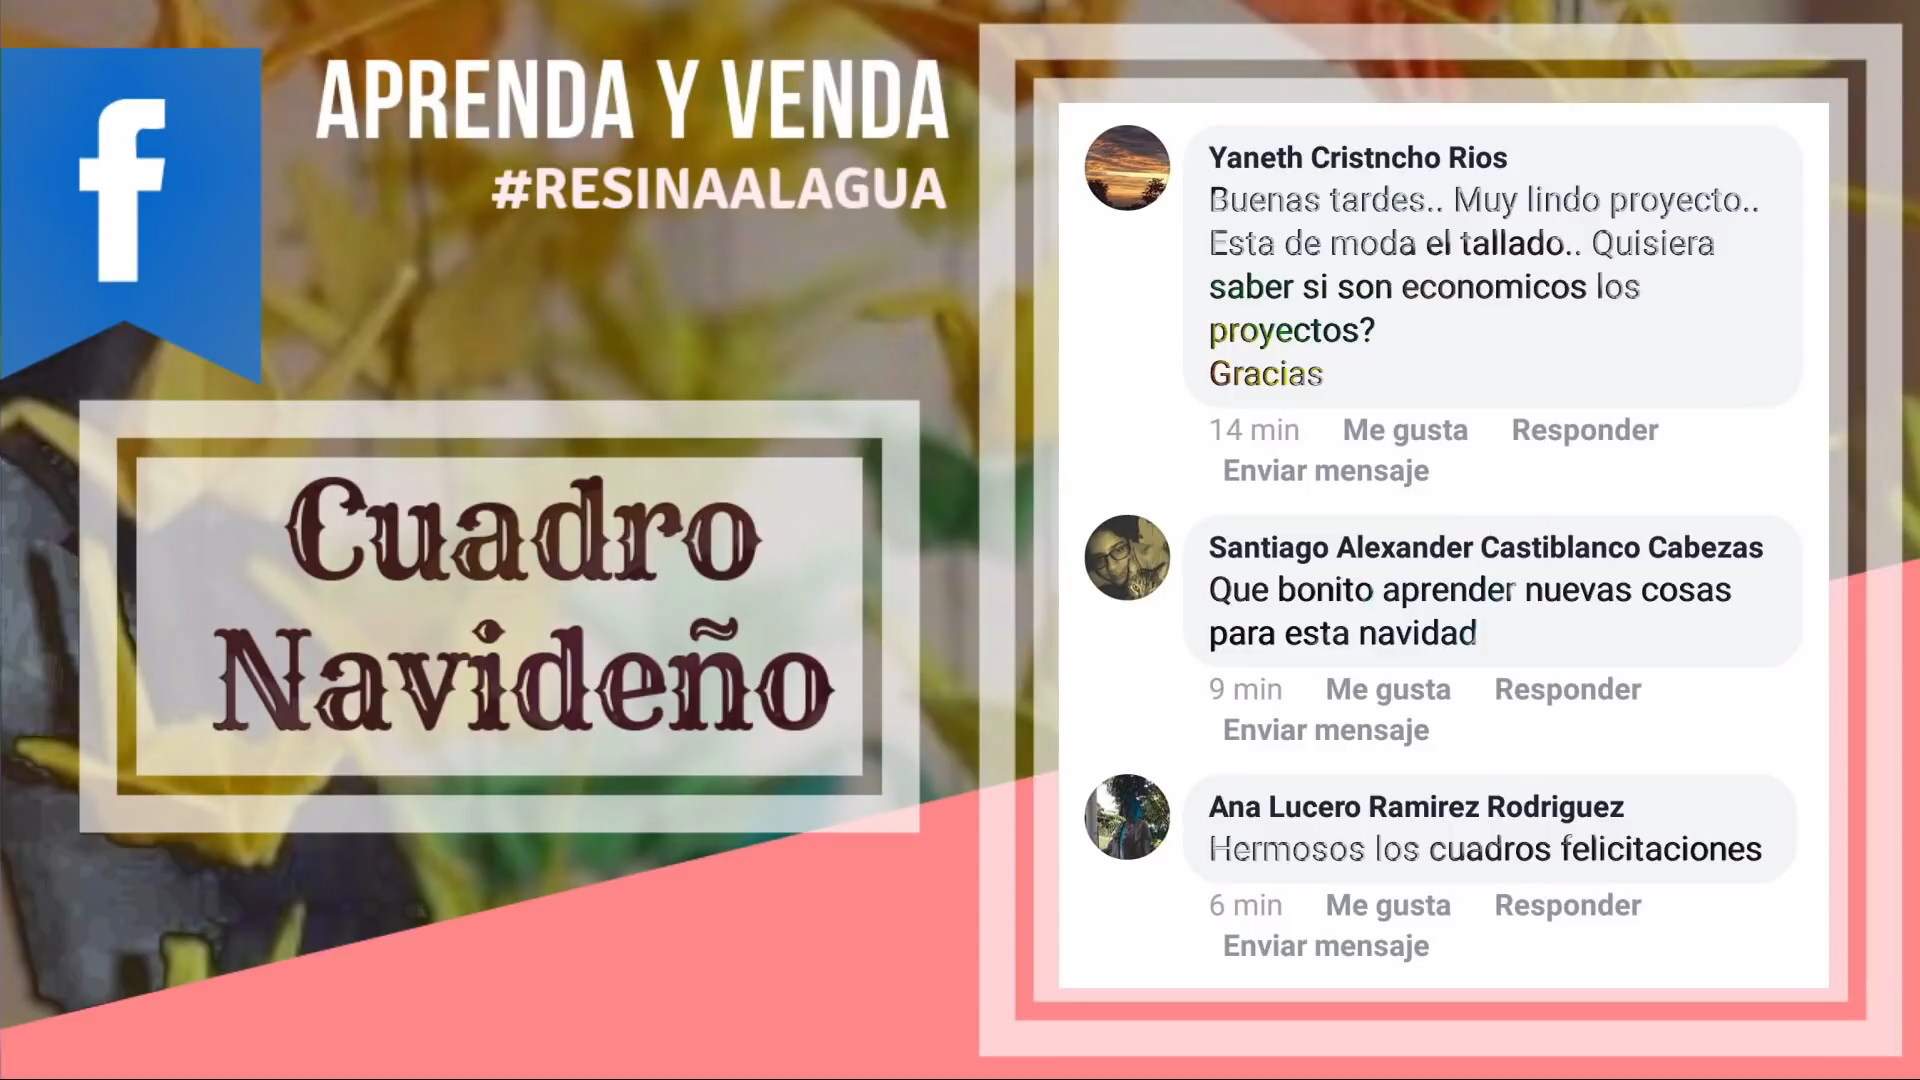 f
APRENDA Y VENDA
#RESINAALAGUA
Cuadro
Navideño
Yaneth Cristncho Rios
Buenas tardes.. Muy lindo proyecto..
Esta de moda el tallado.. Quisiera
saber si son economicos los
proyectos?
Gracias
14 min Me gusta Responder
Enviar mensaje
Santiago Alexander Castiblanco Cabezas
Que bonito aprender nuevas cosas
para esta navidad
9 min Me gusta Responder
Enviar mensaje
Ana Lucero Ramirez Rodriguez
Hermosos los cuadros felicitaciones
6 min Me gusta Responder
Enviar mensaje